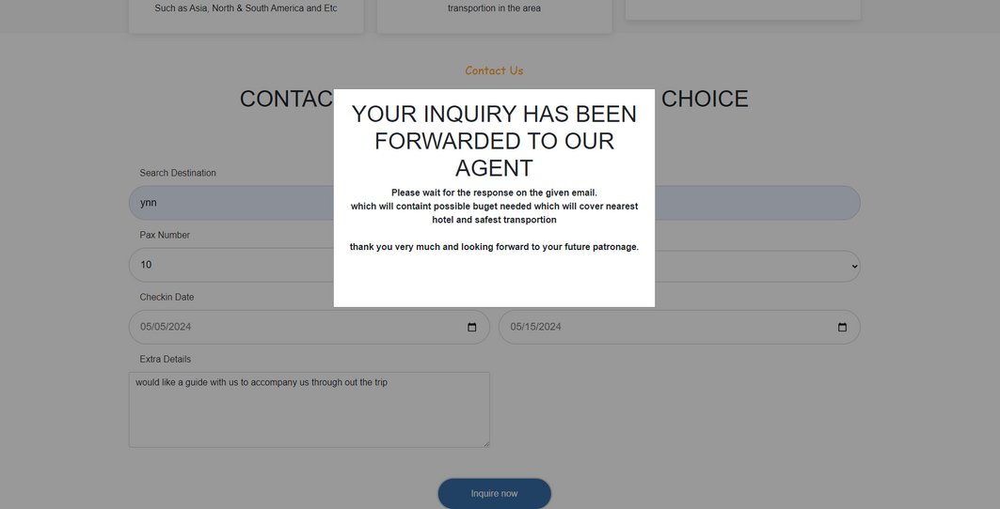 Such as Asia, North & South America and Etc
transportion in the area
Contact Us
CONTAC CHOICE
YOUR INQUIRY HAS BEEN
FORWARDED TO OUR
AGENT
Please wait for the response on the given email.
which will containt possible buget needed which will cover nearest
hotel and safest transportion
thank you very much and looking forward to your future patronage.
Search Destination
ynn
Pax Number
10
Checkin Date
05/05/2024
05/15/2024
Extra Details
would like a guide with us to accompany us through out the trip
Inquire now